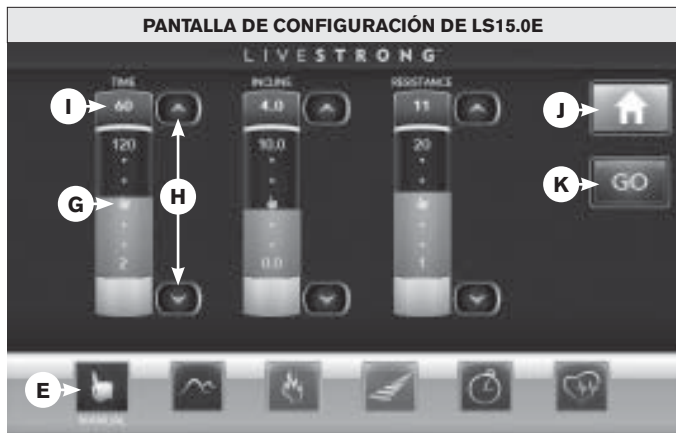 PANTALLA DE CONFIGURACIÓN DE LS15.0E
LIVESTRONG
TIME INCLINE RESISTANCE
I 60 4.0 11 J
120 10.0 20
K GO
G H
2 0.0 1
E
MANUAL